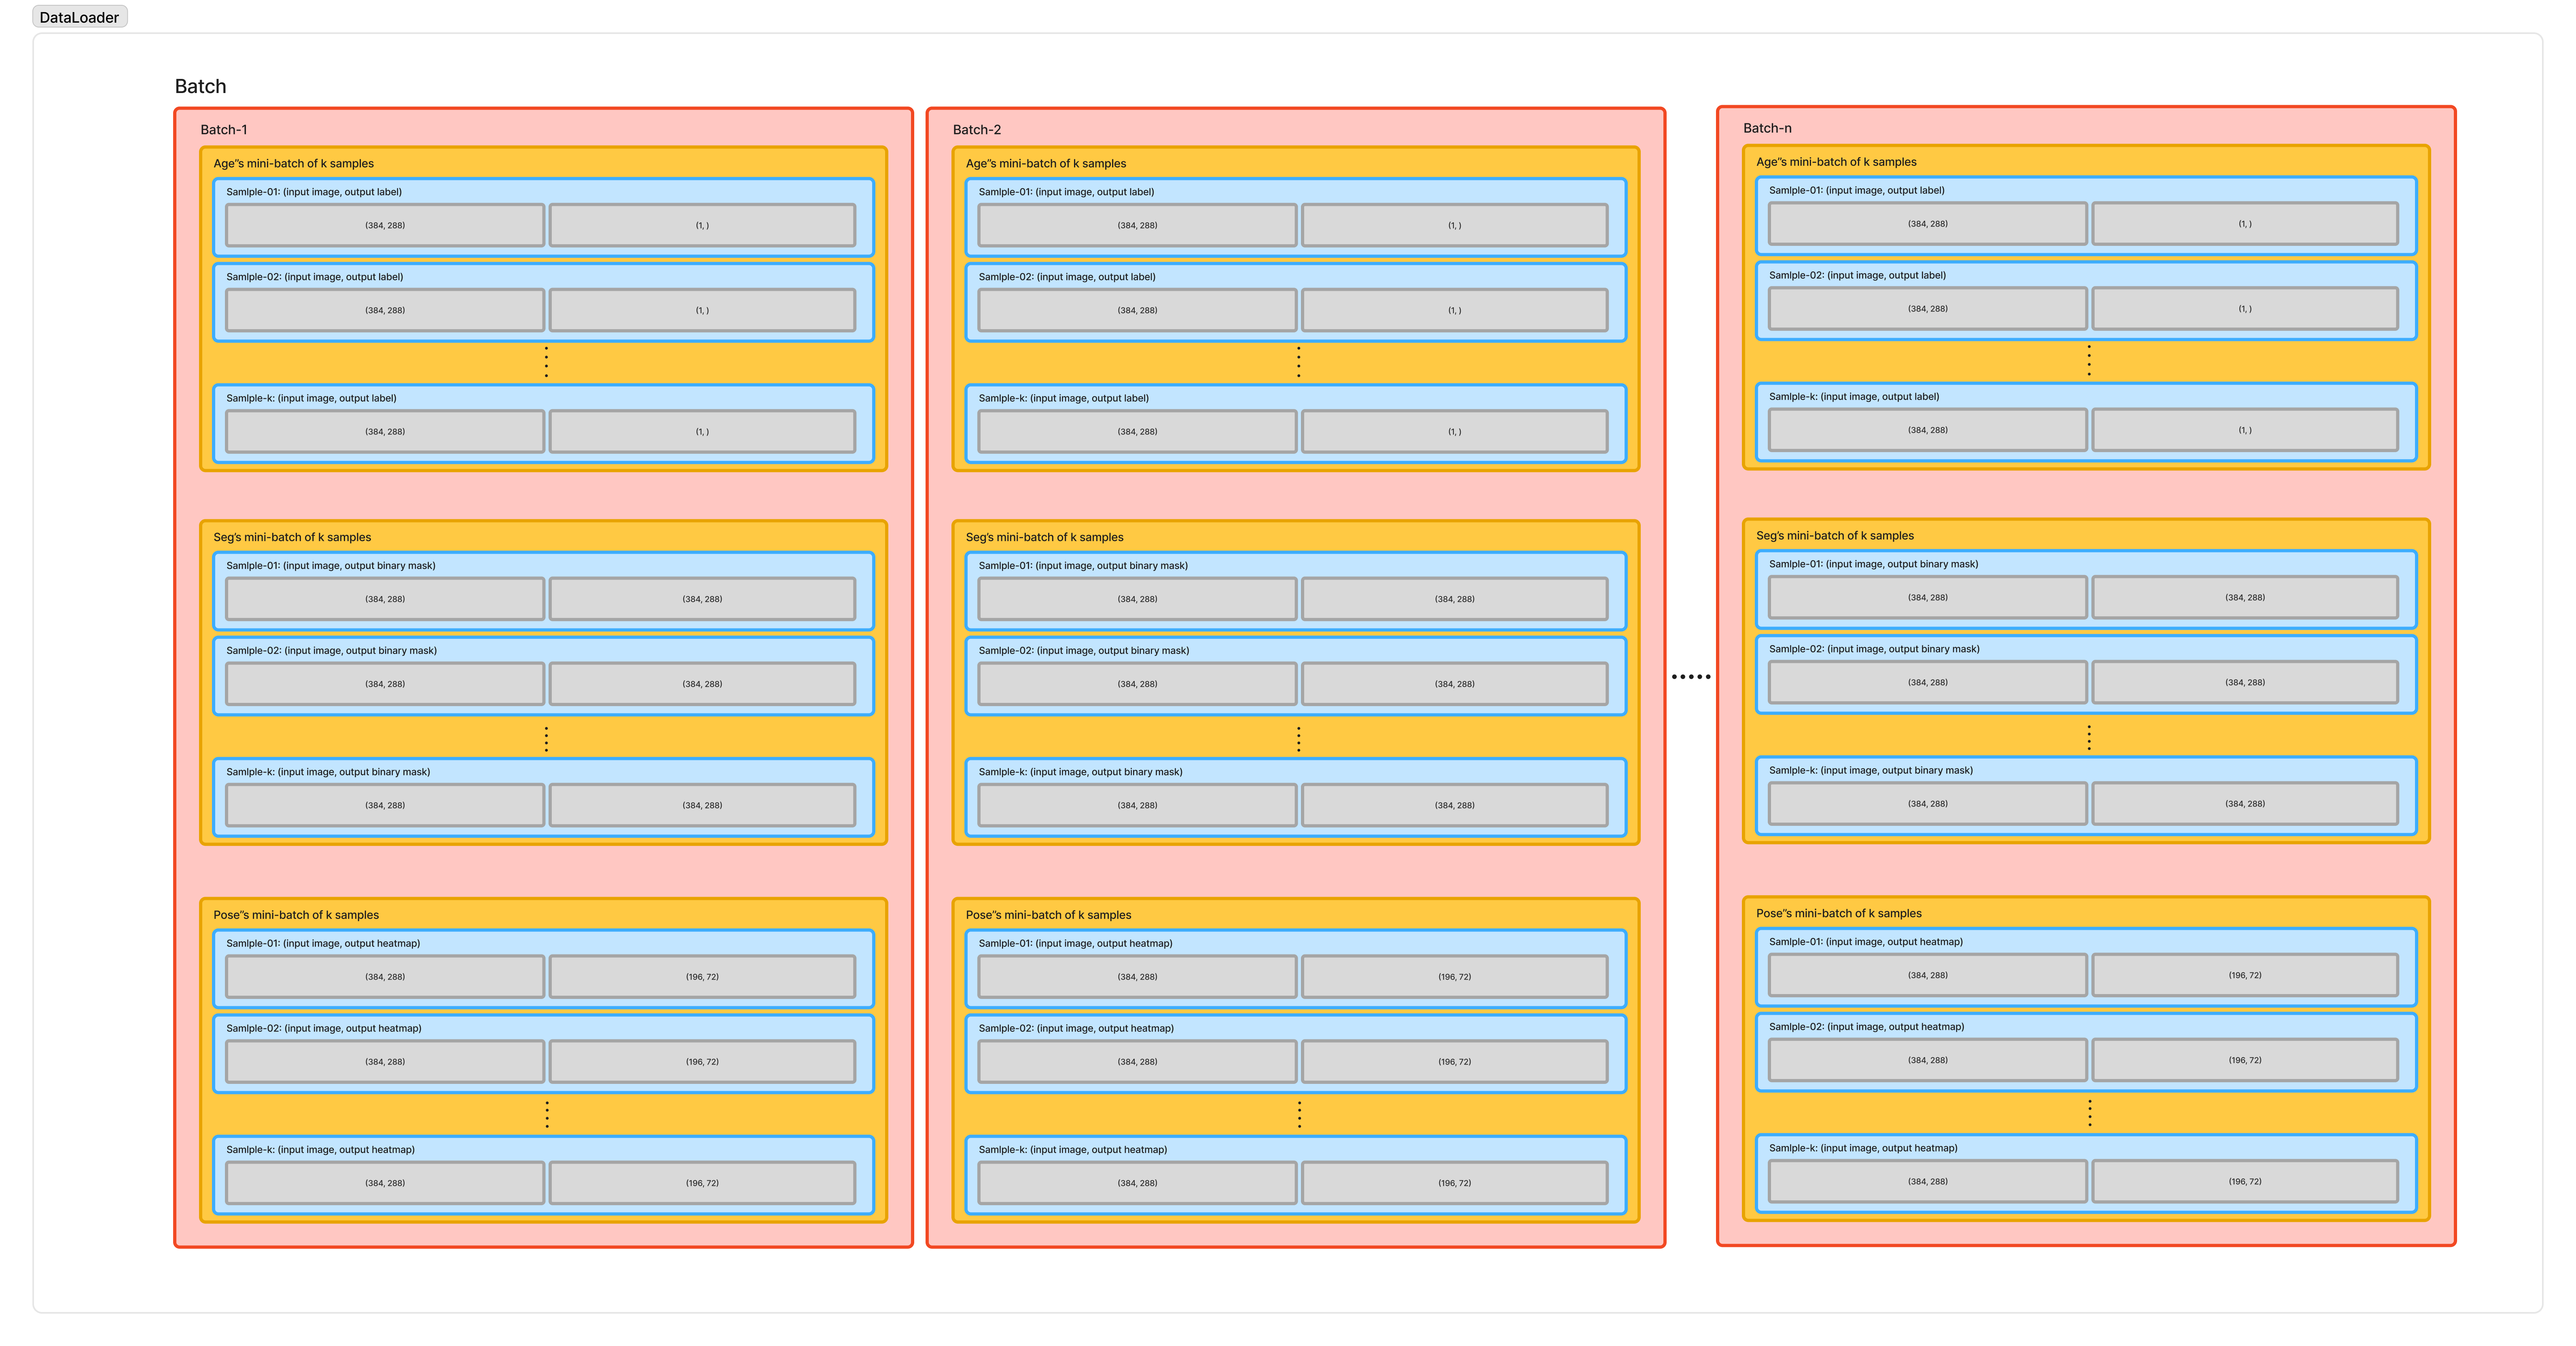 DataLoader
Batch
Batch-1
Age"s mini-batch of k samples
Samlple-01: (input image, output label)
(384, 288)
(1, )
Samlple-02: (input image, output label)
(384, 288)
(1, )
Samlple-k: (input image, output label)
(384, 288)
(1, )
Seg's mini-batch of k samples
Samlple-01: (input image, output binary mask)
(384, 288)
(384, 288)
Samlple-02: (input image, output binary mask)
(384, 288)
(384, 288)
Samlple-k: (input image, output binary mask)
(384, 288)
(384, 288)
Pose"s mini-batch of k samples
Samlple-01: (input image, output heatmap)
(384, 288)
(196, 72)
Samlple-02: (input image, output heatmap)
(384, 288)
(196, 72)
Samlple-k: (input image, output heatmap)
(384, 288)
(196, 72)
Batch-2
Age"s mini-batch of k samples
Samlple-01: (input image, output label)
(384, 288)
(1, )
Samlple-02: (input image, output label)
(384, 288)
(1, )
Samlple-k: (input image, output label)
(384, 288)
(1, )
Seg's mini-batch of k samples
Samlple-01: (input image, output binary mask)
(384, 288)
(384, 288)
Samlple-02: (input image, output binary mask)
(384, 288)
(384, 288)
Samlple-k: (input image, output binary mask)
(384, 288)
(384, 288)
Pose"s mini-batch of k samples
Samlple-01: (input image, output heatmap)
(384, 288)
(196, 72)
Samlple-02: (input image, output heatmap)
(384, 288)
(196, 72)
Samlple-k: (input image, output heatmap)
(384, 288)
(196, 72)
Batch-n
Age"s mini-batch of k samples
Samlple-01: (input image, output label)
(384, 288)
(1, )
Samlple-02: (input image, output label)
(384, 288)
(1, )
Samlple-k: (input image, output label)
(384, 288)
(1, )
Seg's mini-batch of k samples
Samlple-01: (input image, output binary mask)
(384, 288)
(384, 288)
Samlple-02: (input image, output binary mask)
(384, 288)
(384, 288)
Samlple-k: (input image, output binary mask)
(384, 288)
(384, 288)
Pose"s mini-batch of k samples
Samlple-01: (input image, output heatmap)
(384, 288)
(196, 72)
Samlple-02: (input image, output heatmap)
(384, 288)
(196, 72)
Samlple-k: (input image, output heatmap)
(384, 288)
(196, 72)